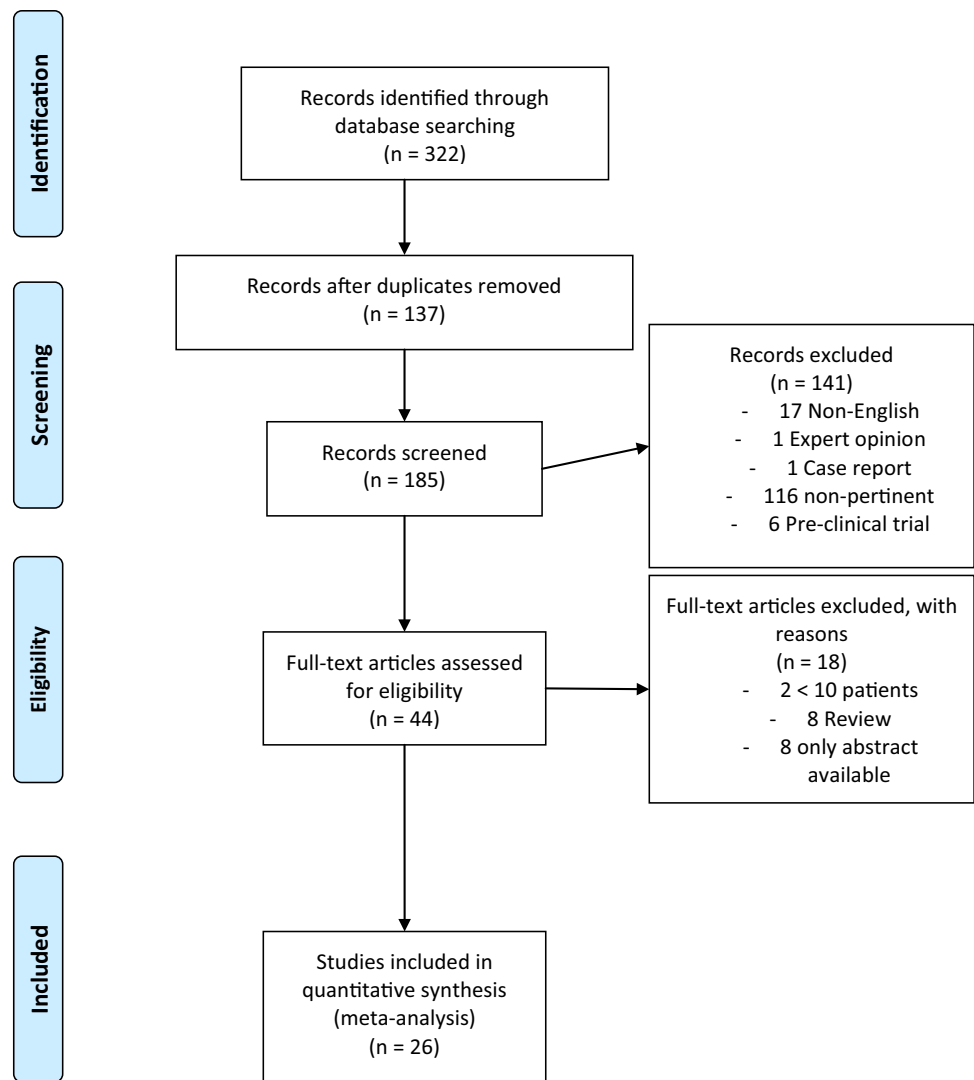 Identification
Records identified through
database searching
(n = 322)
Records after duplicates removed
(n = 137)
Screening
Records screened
(n = 185)
Records excluded
(n = 141)
- 17 Non-English
- 1 Expert opinion
- 1 Case report
- 116 non-pertinent
- 6 Pre-clinical trial
Eligibility
Full-text articles assessed
for eligibility
(n = 44)
Full-text articles excluded, with
reasons
(n = 18)
- 2 < 10 patients
- 8 Review
- 8 only abstract
available
Included
Studies included in
quantitative synthesis
(meta-analysis)
(n = 26)